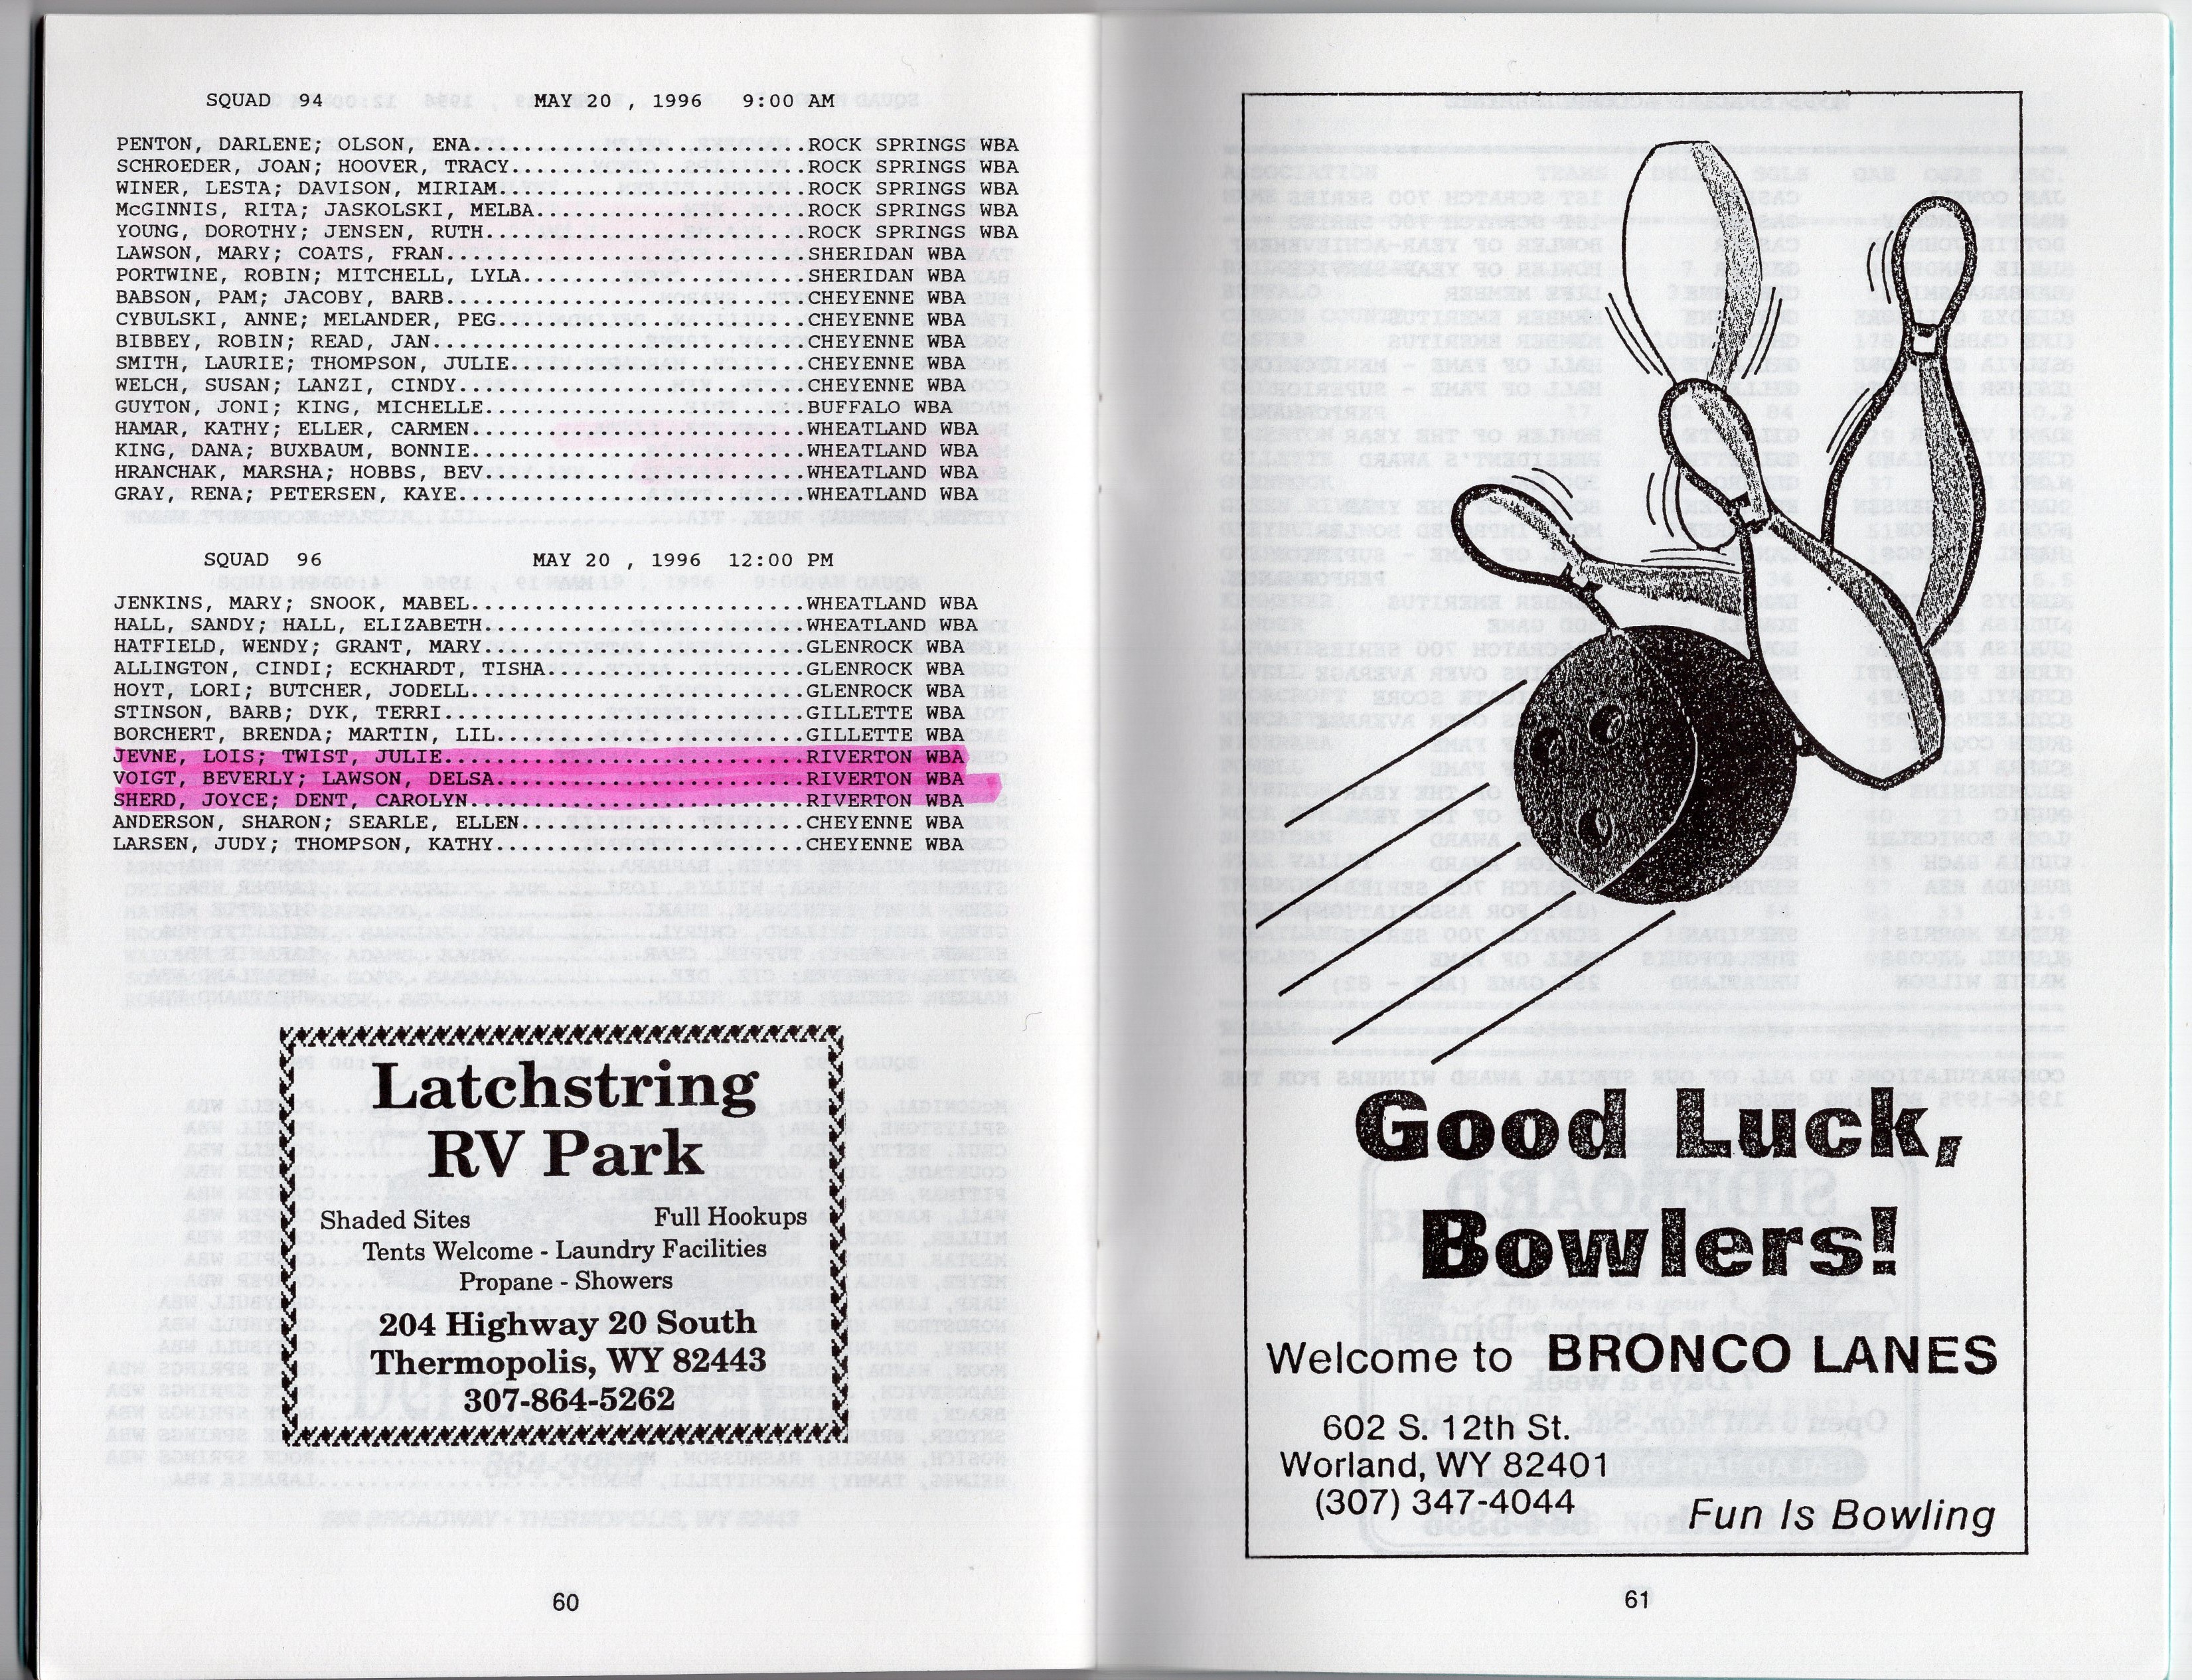 SQUAD 94 MAY 20 , 1996 9:00 AM
PENTON, DARLENE; OLSON, ENA.........................ROCK SPRINGS WBA
SCHROEDER, JOAN; HOOVER, TRACY......................ROCK SPRINGS WBA
WINER, LESTA; DAVISON, MIRIAM.......................ROCK SPRINGS WBA
McGINNIS, RITA; JASKOLSKI, MELBA....................ROCK SPRINGS WBA
YOUNG, DOROTHY; JENSEN, RUTH........................ROCK SPRINGS WBA
LAWSON, MARY; COATS, FRAN...........................SHERIDAN WBA
PORTWINE, ROBIN; MITCHELL, LYLA.....................SHERIDAN WBA
BABSON, PAM; JACOBY, BARB...........................CHEYENNE WBA
CYBULSKI, ANNE; MELANDER, PEG.......................CHEYENNE WBA
BIBBEY, ROBIN; READ, JAN............................CHEYENNE WBA
SMITH, LAURIE; THOMPSON, JULIE......................CHEYENNE WBA
WELCH, SUSAN; LANZI, CINDY..........................CHEYENNE WBA
GUYTON, JONI; KING, MICHELLE........................BUFFALO WBA
HAMAR, KATHY; ELLER, CARMEN.........................WHEATLAND WBA
KING, DANA; BUXBAUM, BONNIE.........................WHEATLAND WBA
HRANCHAK, MARSHA; HOBBS, BEV........................WHEATLAND WBA
GRAY, RENA; PETERSEN, KAYE..........................WHEATLAND WBA
SQUAD 96 MAY 20 , 1996 12:00 PM
JENKINS, MARY; SNOOK, MABEL.........................WHEATLAND WBA
HALL, SANDY; HALL, ELIZABETH........................WHEATLAND WBA
HATFIELD, WENDY; GRANT, MARY........................GLENROCK WBA
ALLINGTON, CINDI; ECKHARDT, TISHA...................GLENROCK WBA
HOYT, LORI; BUTCHER, JODELL.........................GLENROCK WBA
STINSON, BARB; DYK, TERRI...........................GILLETTE WBA
BORCHERT, BRENDA; MARTIN, LIL.......................GILLETTE WBA
JEVNE, LOIS; TWIST, JULIE...........................RIVERTON WBA
VOIGT, BEVERLY; LAWSON, DELSA.......................RIVERTON WBA
SHERD, JOYCE; DENT, CAROLYN.........................RIVERTON WBA
ANDERSON, SHARON; SEARLE, ELLEN.....................CHEYENNE WBA
LARSEN, JUDY; THOMPSON, KATHY.......................CHEYENNE WBA
Latchstring
RV Park
Shaded Sites Full Hookups
Tents Welcome - Laundry Facilities
Propane - Showers
204 Highway 20 South
Thermopolis, WY 82443
307-864-5262
60
Good Luck,
Bowlers!
Welcome to BRONCO LANES
602 S. 12th St.
Worland, WY 82401
(307) 347-4044
Fun Is Bowling
61